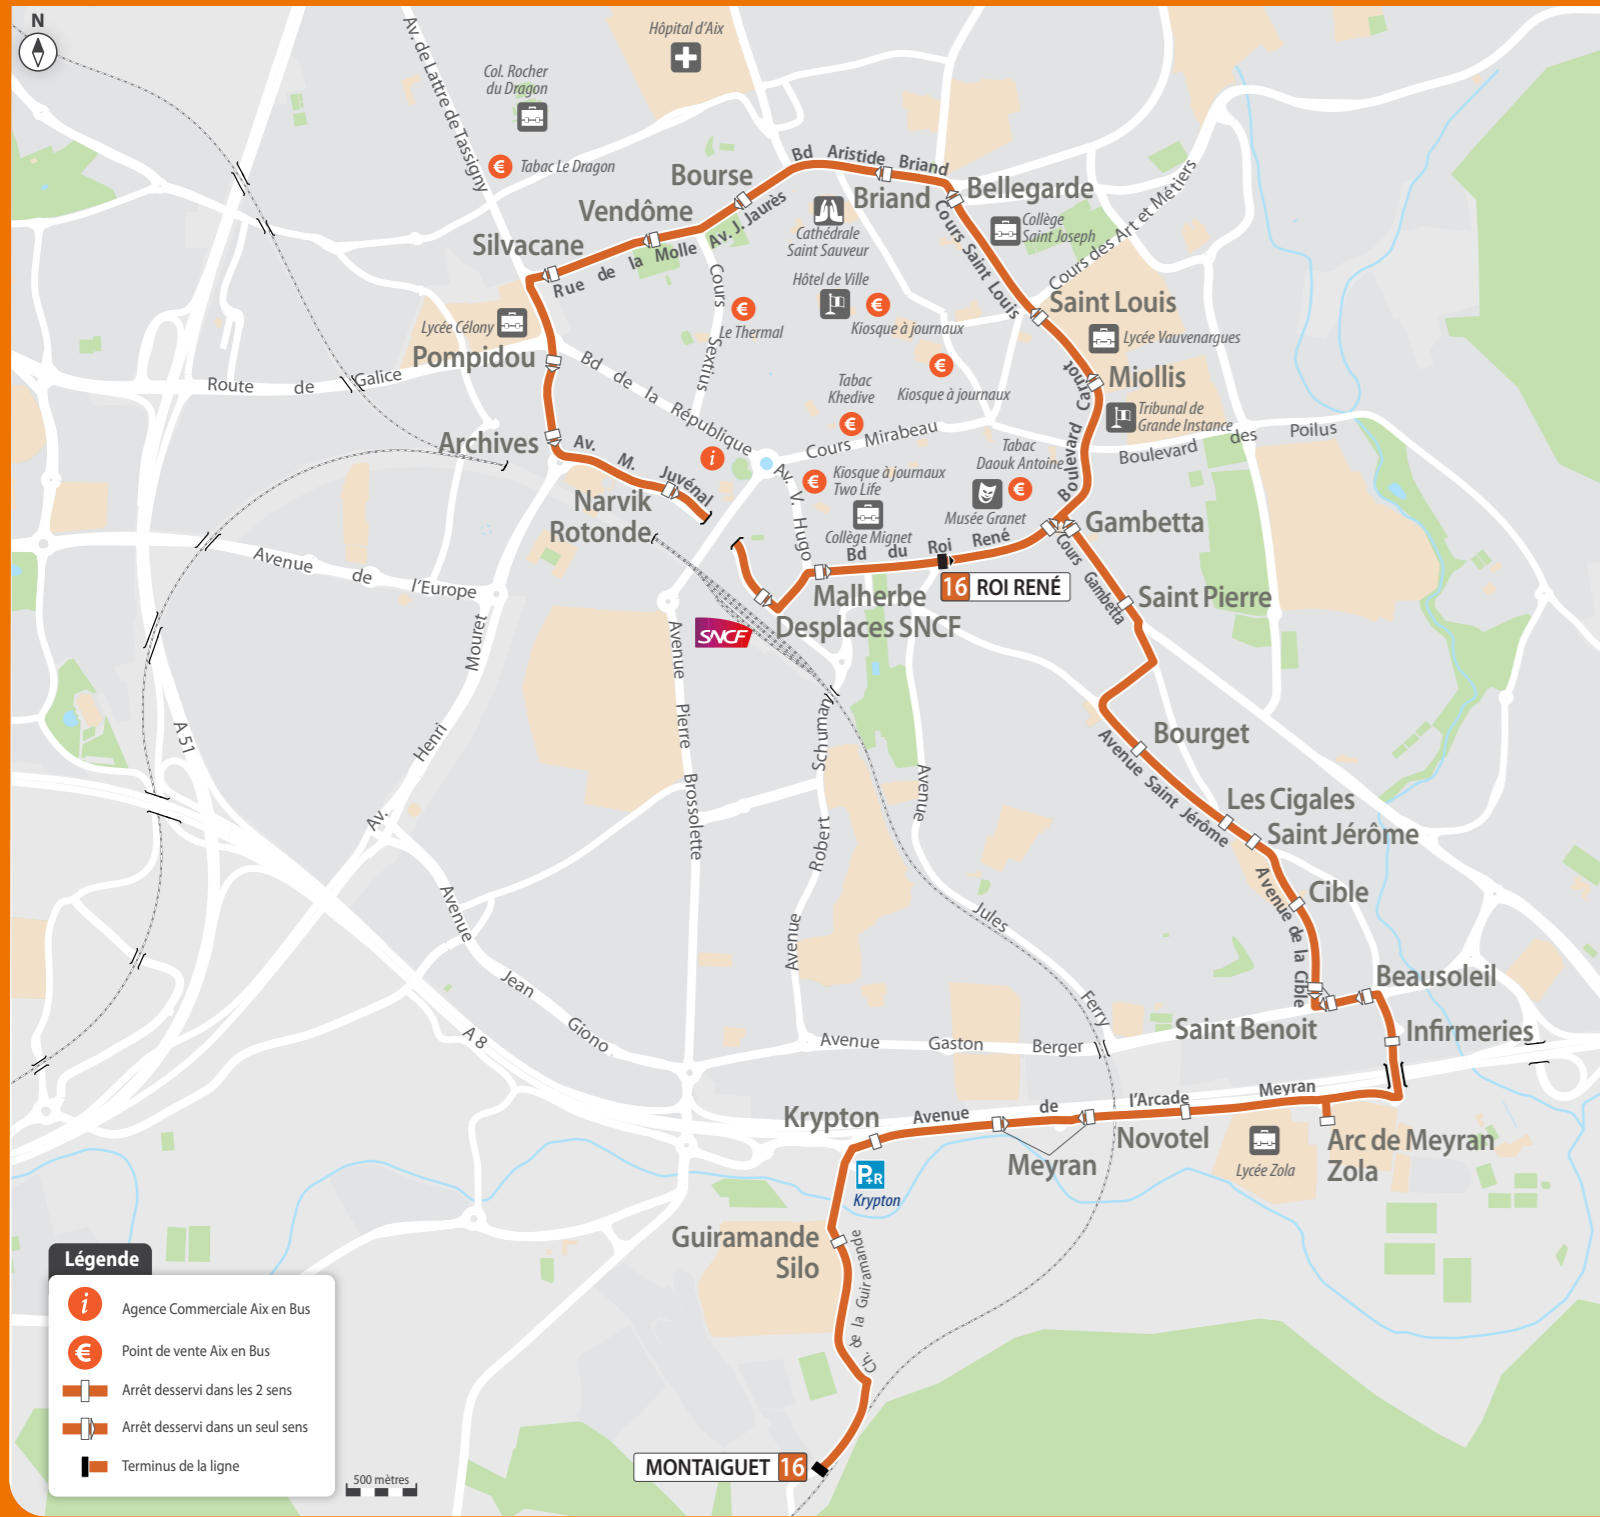 N
Av. de Lattre de Tassigny
Hôpital d'Aix
Col. Rocher
du Dragon
Tabac Le Dragon
Bourse
Vendôme
Silvacane
Bd Aristide Briand
Briand
Bellegarde
Cours Saint Louis
Collège
Saint Joseph
Cours des Art et Métiers
Cathédrale
Saint Sauveur
Rue de la Molle
Av. J. Jaurès
Hôtel de Ville
Kiosque à journaux
Le Thermal
Cours Sextius
Saint Louis
Lycée Vauvenargues
Lycée Célony
Pompidou
Route de Galice
Bd de la République
Tabac
Khedive
Kiosque à journaux
Miollis
Boulevard Carnot
Tribunal de
Grande Instance
Boulevard des Poilus
Archives
Av. M. Juvénal
Cours Mirabeau
Tabac
Daouk Antoine
Narvik
Rotonde
Av. V. Hugo
Kiosque à journaux
Two Life
Collège Mignet
Musée Granet
Gambetta
Bd du Roi René
Cours Gambetta
16 ROI RENÉ
Saint Pierre
Malherbe
Desplaces SNCF
SNCF
Avenue de l'Europe
Av. Henri Mouret
A 51
Avenue Pierre Brossolette
Avenue Robert Schuman
Avenue Jules Ferry
Bourget
Avenue Saint Jérôme
Les Cigales
Saint Jérôme
Cible
Avenue de la Cible
Beausoleil
Saint Benoit
Infirmeries
Avenue Jean Giono
A 8
Avenue Gaston Berger
Krypton
Avenue de l'Arcade Meyran
Meyran
Novotel
Arc de Meyran
Zola
Lycée Zola
P+R
Krypton
Guiramande
Silo
Ch. de la Guiramande
MONTAIGUET 16
Légende
i Agence Commerciale Aix en Bus
€ Point de vente Aix en Bus
Arrêt desservi dans les 2 sens
Arrêt desservi dans un seul sens
Terminus de la ligne
500 mètres